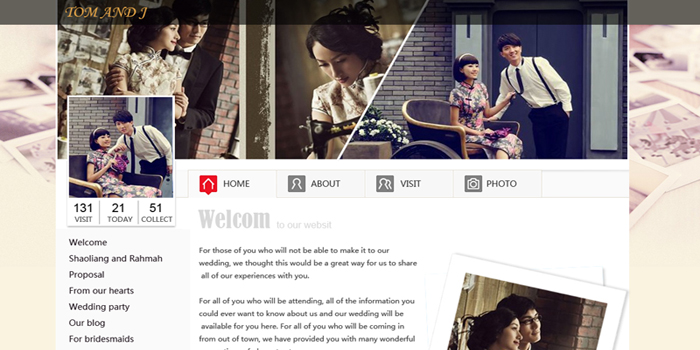 TOM AND J
131 21 51
VISIT TODAY COLLECT
HOME ABOUT VISIT PHOTO
Welcome
Shaoliang and Rahmah
Proposal
From our hearts
Wedding party
Our blog
For bridesmaids
Welcom to our websit
For those of you who will not be able to make it to our
wedding, we thought this would be a great way for us to share
all of our experiences with you.
For all of you who will be attending, all of the information you
could ever want to know about us and our wedding will be
available for you here. For all of you who will be coming in
from out of town, we have provided you with many wonderful